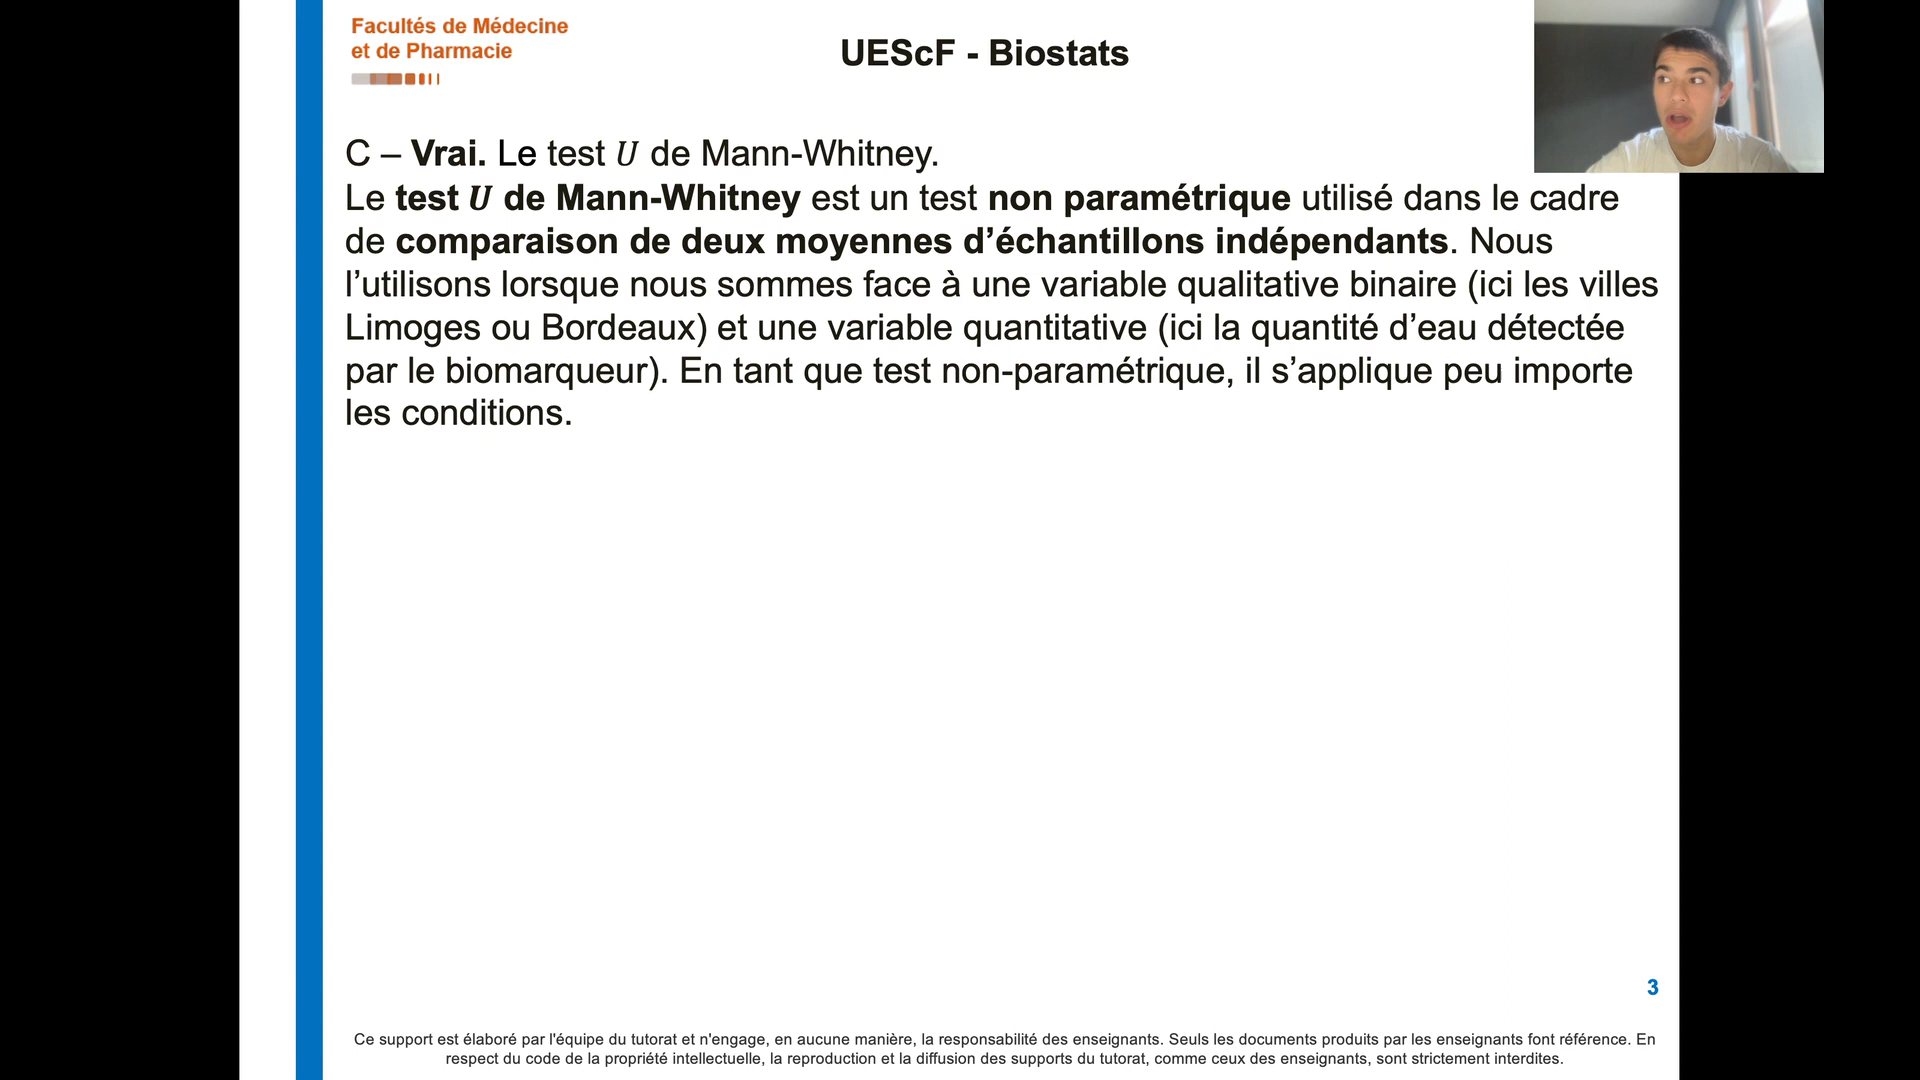 Facultés de Médecine
et de Pharmacie
UEScF - Biostats
C – Vrai. Le test U de Mann-Whitney.
Le test U de Mann-Whitney est un test non paramétrique utilisé dans le cadre
de comparaison de deux moyennes d’échantillons indépendants. Nous
l’utilisons lorsque nous sommes face à une variable qualitative binaire (ici les villes
Limoges ou Bordeaux) et une variable quantitative (ici la quantité d’eau détectée
par le biomarqueur). En tant que test non-paramétrique, il s’applique peu importe
les conditions.
3
Ce support est élaboré par l'équipe du tutorat et n'engage, en aucune manière, la responsabilité des enseignants. Seuls les documents produits par les enseignants font référence. En
respect du code de la propriété intellectuelle, la reproduction et la diffusion des supports du tutorat, comme ceux des enseignants, sont strictement interdites.